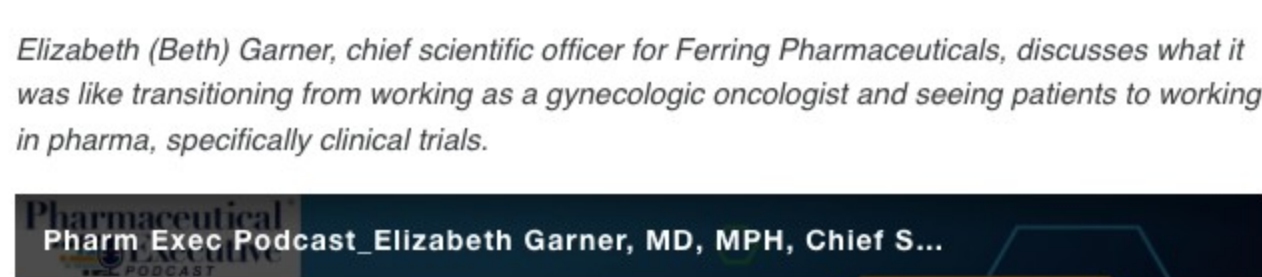 Elizabeth (Beth) Garner, chief scientific officer for Ferring Pharmaceuticals, discusses what it
was like transitioning from working as a gynecologic oncologist and seeing patients to working
in pharma, specifically clinical trials.
Pharmaceutical
Pharm Exec Podcast_Elizabeth Garner, MD, MPH, Chief S...
Executive
PODCAST